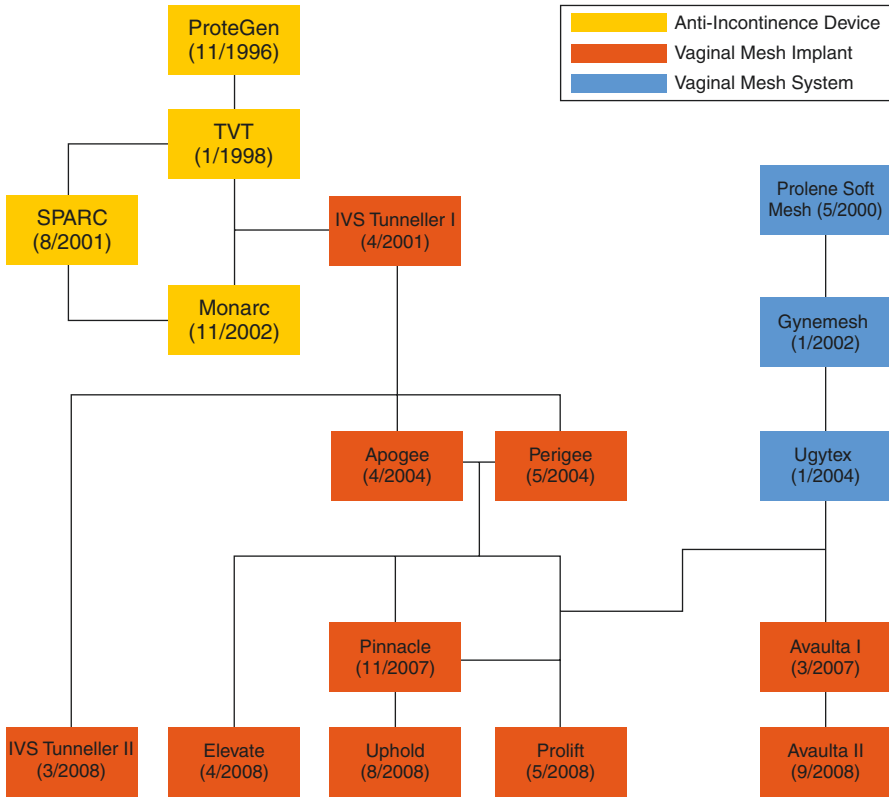 ProteGen
(11/1996)
Anti-Incontinence Device
Vaginal Mesh Implant
Vaginal Mesh System
TVT
(1/1998)
SPARC
(8/2001)
IVS Tunneller I
(4/2001)
Prolene Soft
Mesh (5/2000)
Monarc
(11/2002)
Gynemesh
(1/2002)
Apogee
(4/2004)
Perigee
(5/2004)
Ugytex
(1/2004)
Pinnacle
(11/2007)
Avaulta I
(3/2007)
IVS Tunneller II
(3/2008)
Elevate
(4/2008)
Uphold
(8/2008)
Prolift
(5/2008)
Avaulta II
(9/2008)